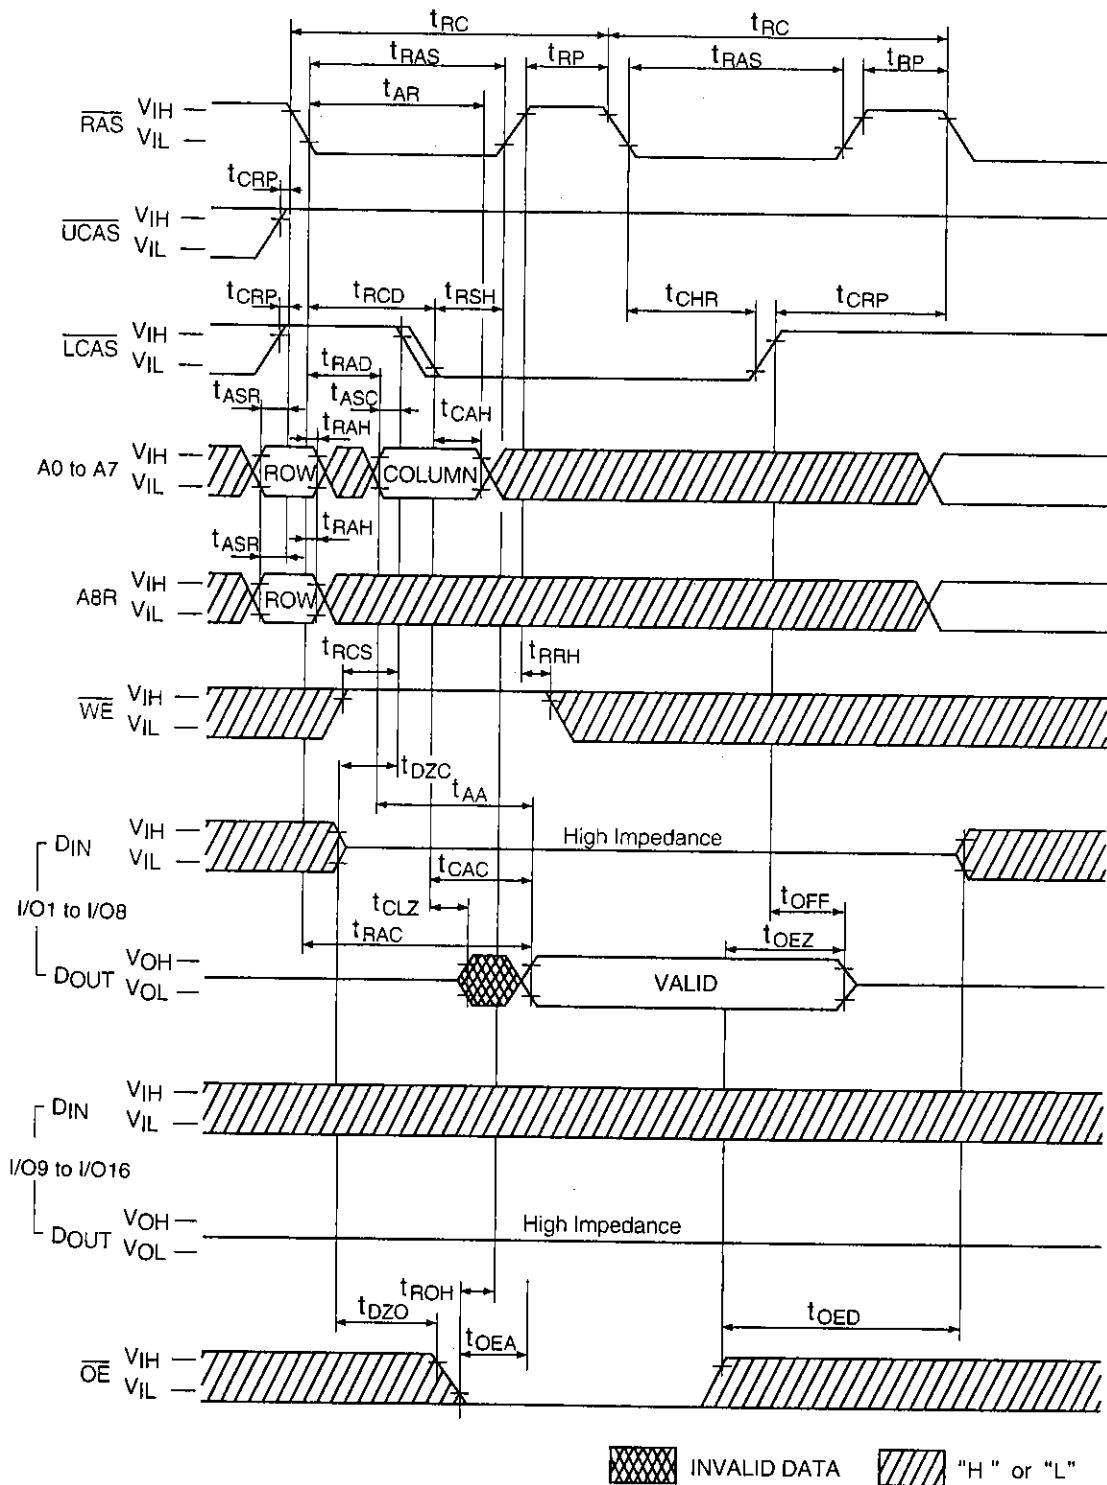 tRC tRC
tRAS tRP tRAS tRP
tAR
RAS VIH VIL
tCRP
UCAS VIH VIL
tCRP tRCD tRSH tCHR tCRP
LCAS VIH VIL
tRAD
tASR tASC tCAH
tRAH
A0 to A7 VIH VIL ROW COLUMN
tRAH
tASR
A8R VIH VIL ROW
tRCS tRRH
WE VIH VIL
tDZC
tAA
DIN VIH VIL High Impedance
tCAC
I/O1 to I/O8 tCLZ tOFF
tRAC tOEZ
DOUT VOH VOL VALID
DIN VIH VIL
I/O9 to I/O16
DOUT VOH VOL High Impedance
tROH
tDZO tOED
tOEA
OE VIH VIL
INVALID DATA "H" or "L"